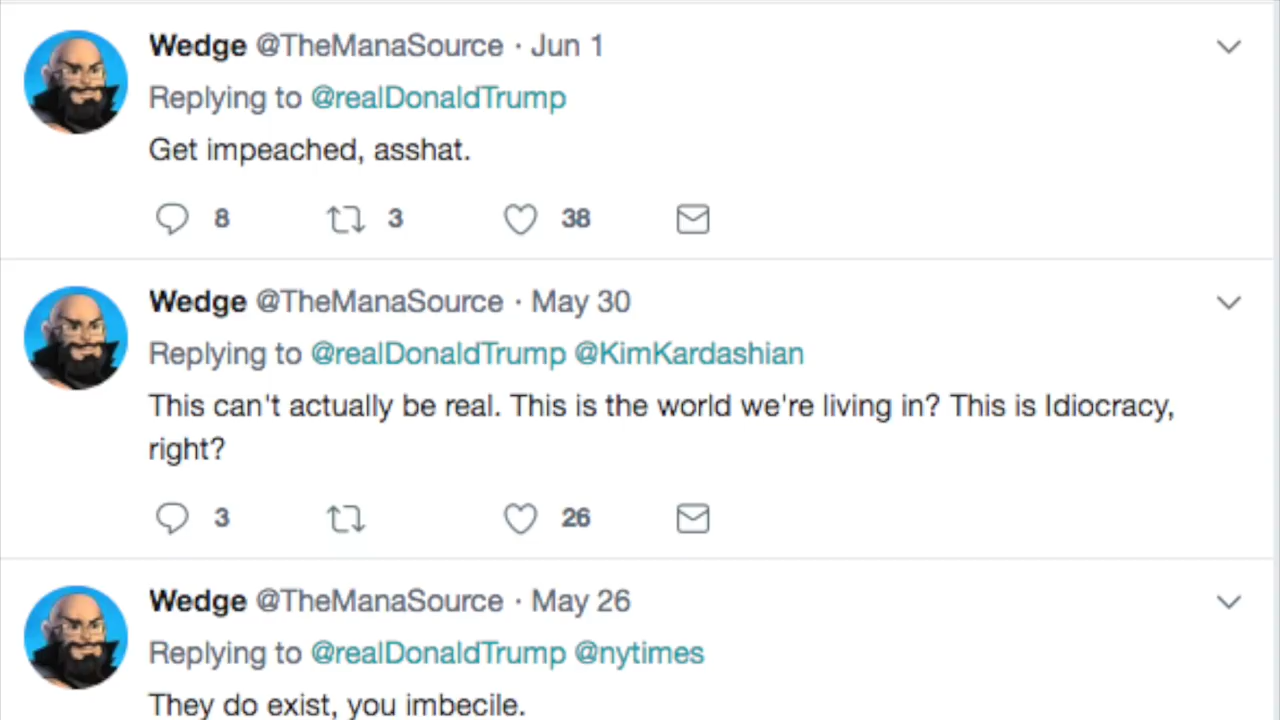 Wedge @TheManaSource · Jun 1
Replying to @realDonaldTrump
Get impeached, asshat.
8 3 38
Wedge @TheManaSource · May 30
Replying to @realDonaldTrump @KimKardashian
This can't actually be real. This is the world we're living in? This is Idiocracy,
right?
3 26
Wedge @TheManaSource · May 26
Replying to @realDonaldTrump @nytimes
They do exist, you imbecile.